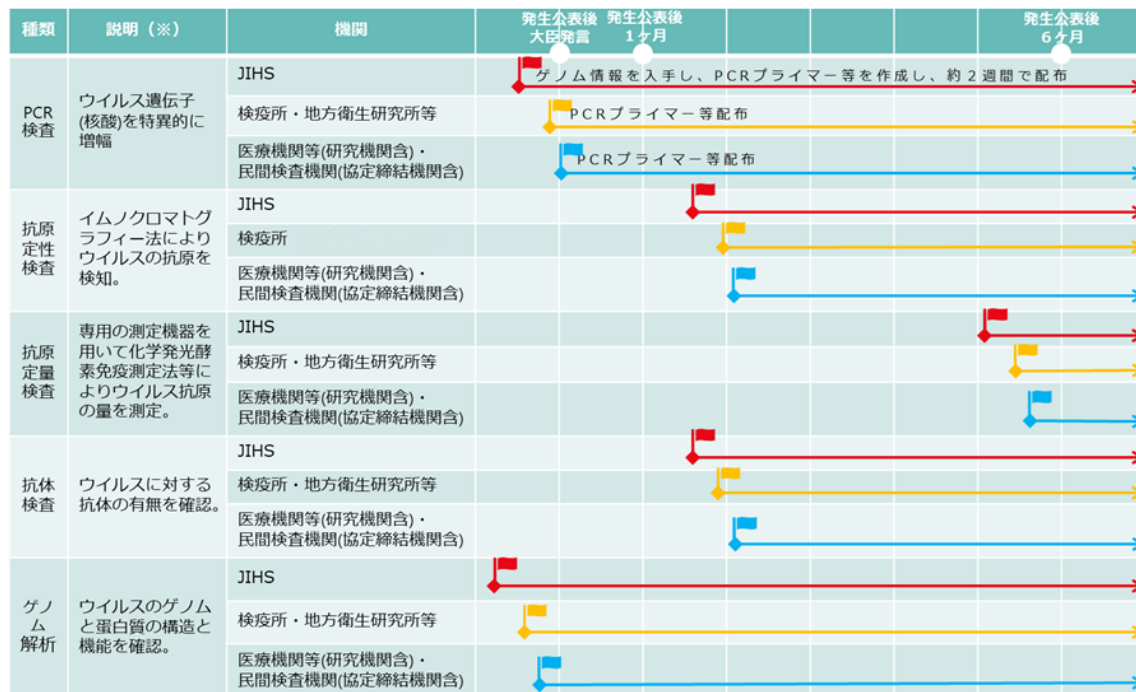 種類
説明（※）
機関
発生公表後
大臣発言
発生公表後
１ヶ月
発生公表後
６ヶ月
PCR
検査
ウイルス遺伝子
(核酸)を特異的に
増幅
JIHS
ゲノム情報を入手し、PCRプライマー等を作成し、約２週間で配布
検疫所・地方衛生研究所等
PCRプライマー等配布
医療機関等(研究機関含)・
民間検査機関(協定締結機関含)
PCRプライマー等配布
抗原
定性
検査
イムノクロマトグ
ラフィー法により
ウイルスの抗原を
検知。
JIHS
検疫所
医療機関等(研究機関含)・
民間検査機関(協定締結機関含)
抗原
定量
検査
専用の測定機器を
用いて化学発光酵
素免疫測定法等に
よりウイルス抗原
の量を測定。
JIHS
検疫所・地方衛生研究所等
医療機関等(研究機関含)・
民間検査機関(協定締結機関含)
抗体
検査
ウイルスに対する
抗体の有無を確認。
JIHS
検疫所・地方衛生研究所等
医療機関等(研究機関含)・
民間検査機関(協定締結機関含)
ゲノ
ム
解析
ウイルスのゲノム
と蛋白質の構造と
機能を確認。
JIHS
検疫所・地方衛生研究所等
医療機関等(研究機関含)・
民間検査機関(協定締結機関含)